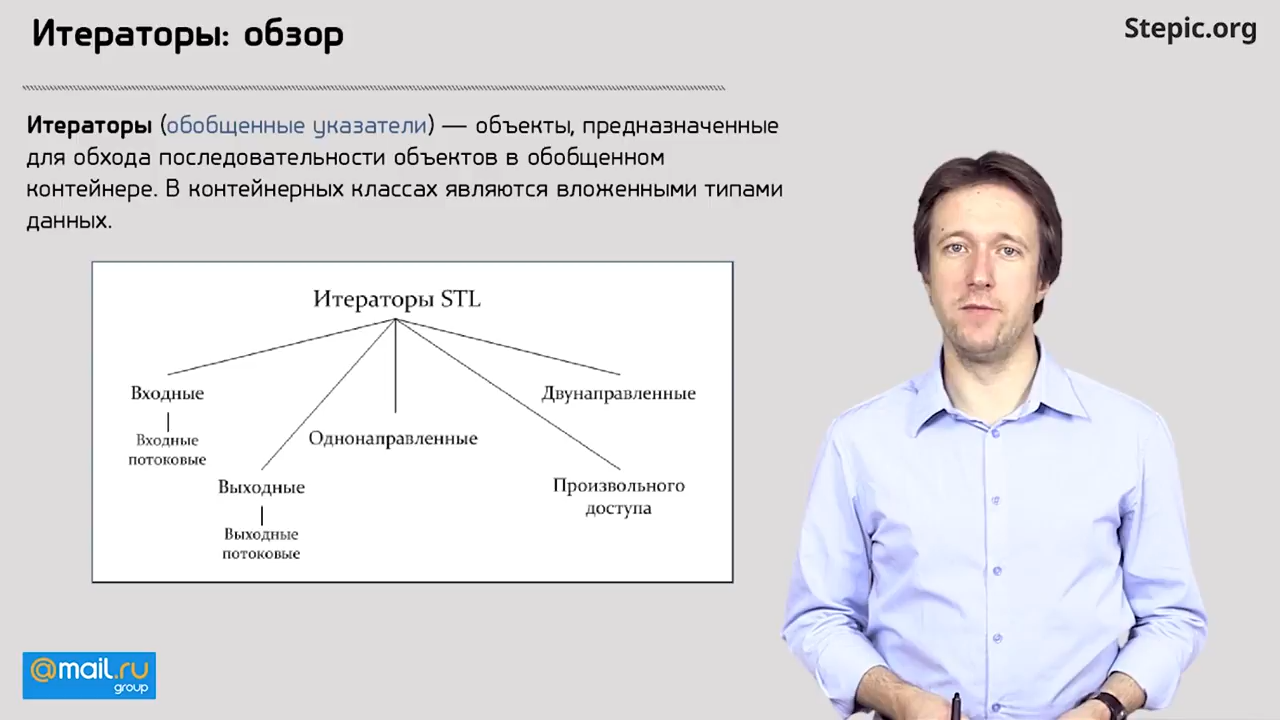 Итераторы: обзор
Stepic.org
Итераторы (обобщенные указатели) — объекты, предназначенные
для обхода последовательности объектов в обобщенном
контейнере. В контейнерных классах являются вложенными типами
данных.
Итераторы STL
Входные
Входные
потоковые
Выходные
Выходные
потоковые
Однонаправленные
Произвольного
доступа
Двунаправленные
@mail.ru
group